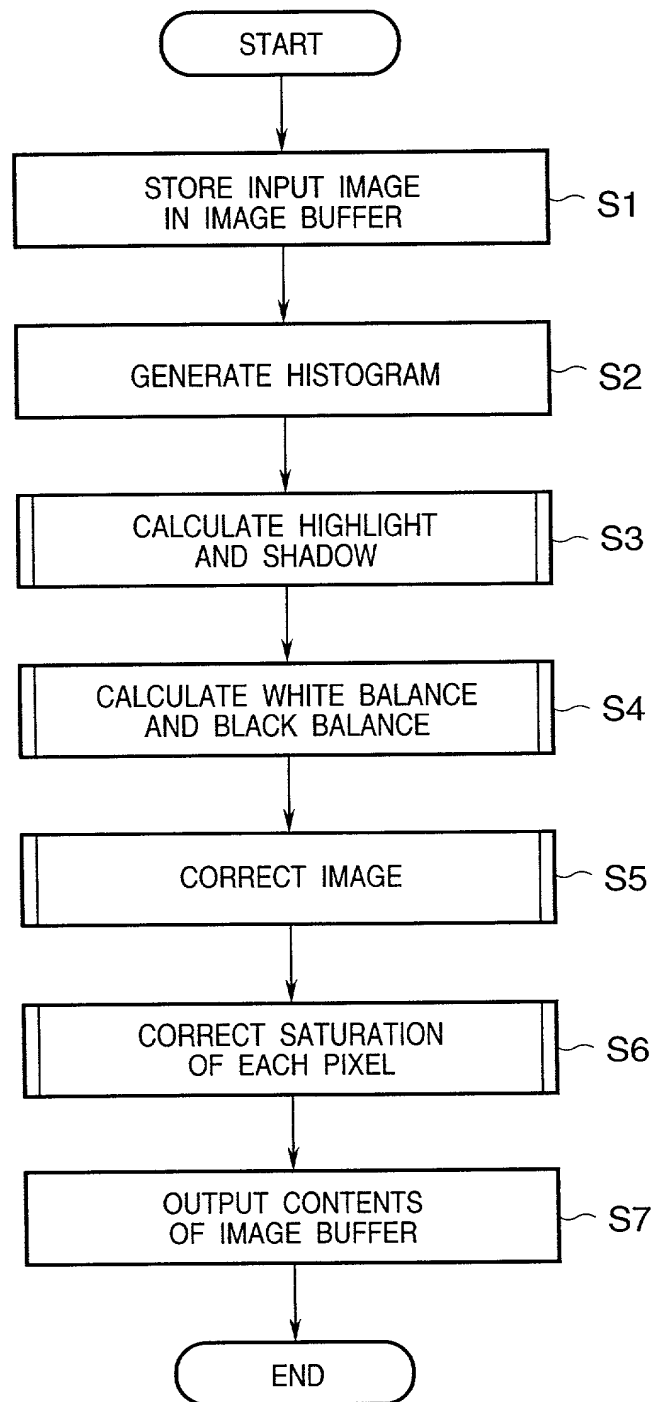 START
STORE INPUT IMAGE
IN IMAGE BUFFER
S1
GENERATE HISTOGRAM
S2
CALCULATE HIGHLIGHT
AND SHADOW
S3
CALCULATE WHITE BALANCE
AND BLACK BALANCE
S4
CORRECT IMAGE
S5
CORRECT SATURATION
OF EACH PIXEL
S6
OUTPUT CONTENTS
OF IMAGE BUFFER
S7
END